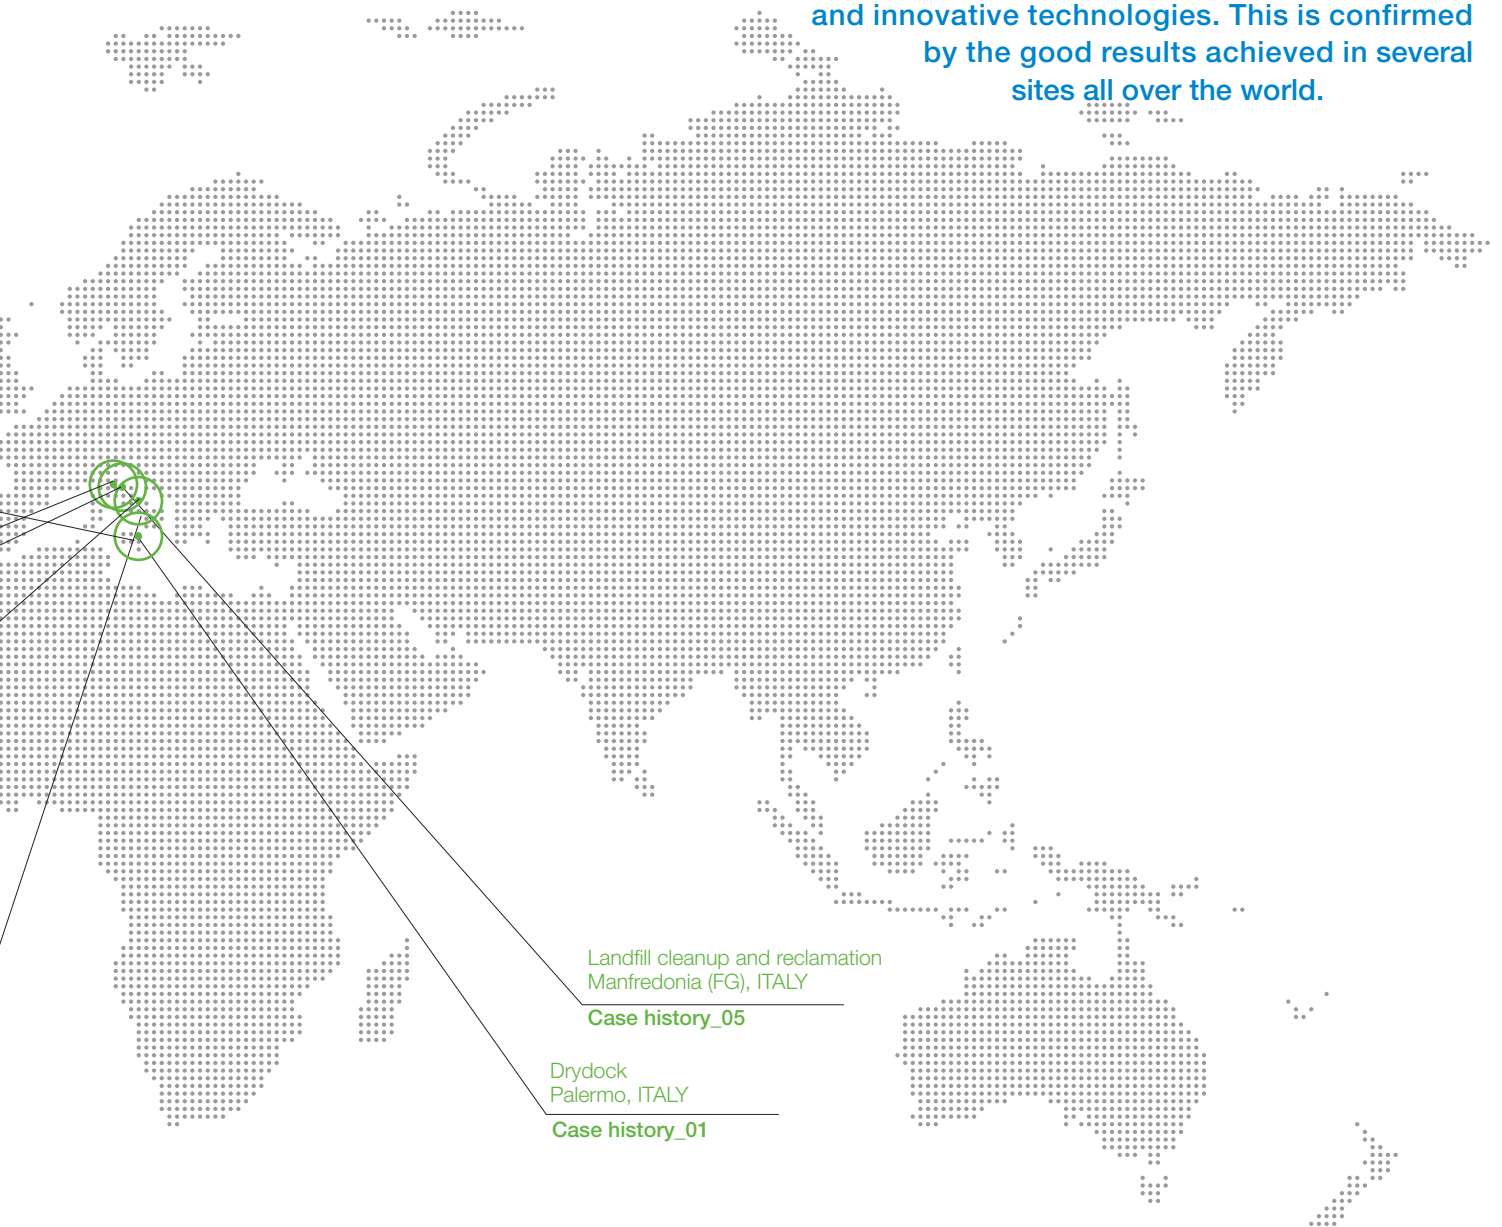 and innovative technologies. This is confirmed
by the good results achieved in several
sites all over the world.
Landfill cleanup and reclamation
Manfredonia (FG), ITALY
Case history_05
Drydock
Palermo, ITALY
Case history_01